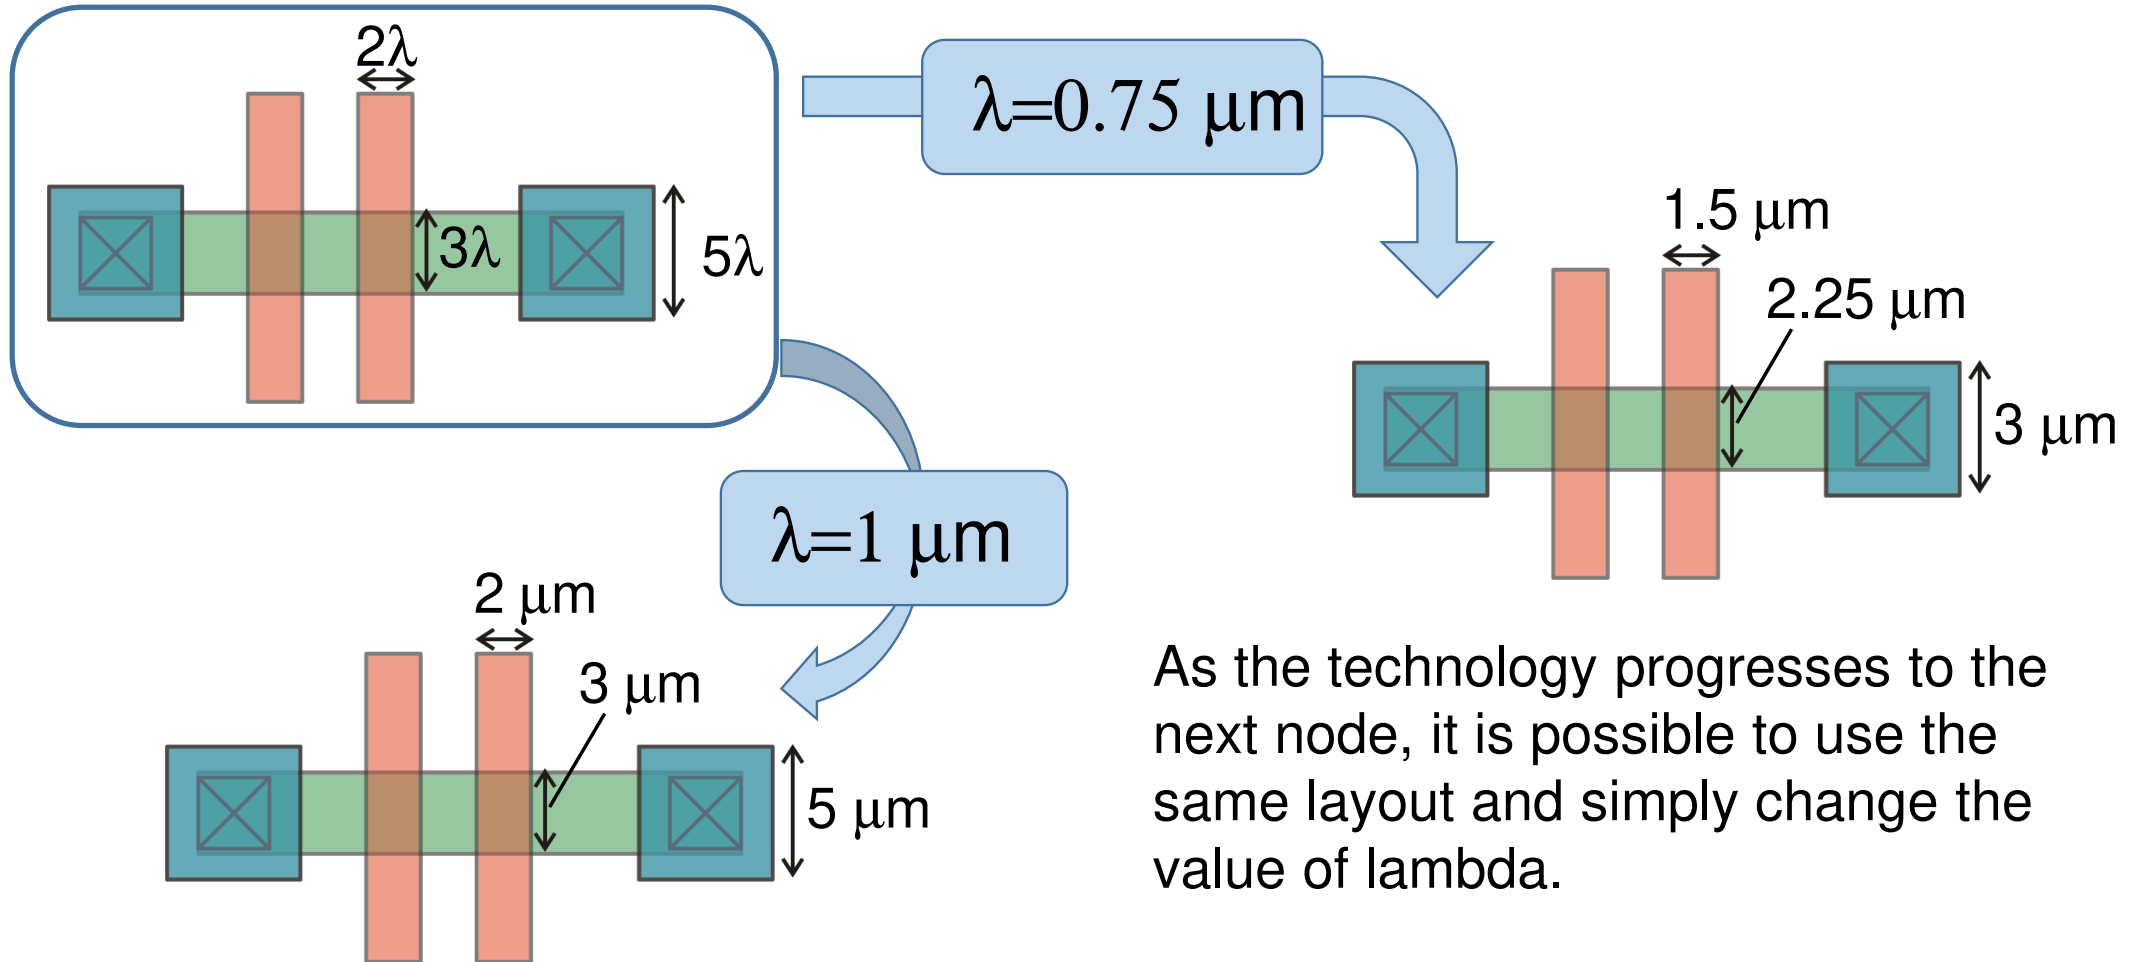 2λ
3λ
5λ
λ=0.75 μm
1.5 μm
2.25 μm
3 μm
λ=1 μm
2 μm
3 μm
5 μm
As the technology progresses to the
next node, it is possible to use the
same layout and simply change the
value of lambda.